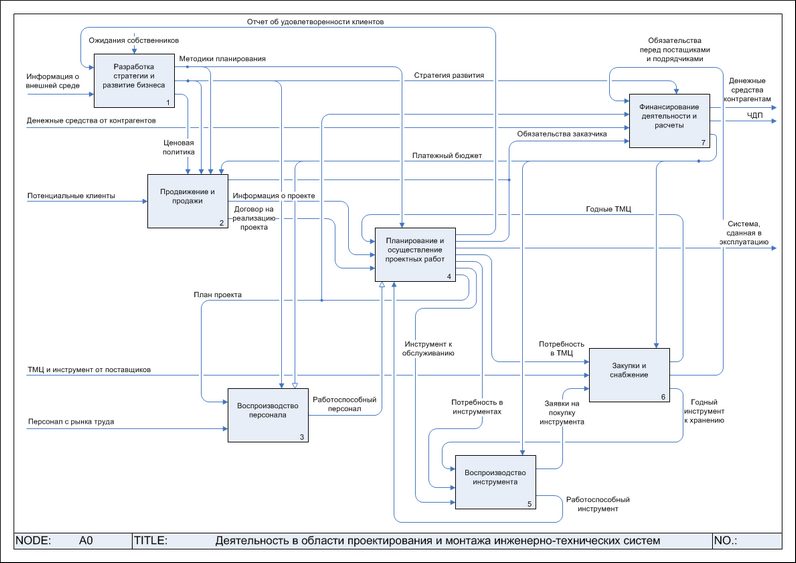 Отчет об удовлетворенности клиентов
Ожидания собственников
Разработка
стратегии и
развитие бизнеса
1
Методики планирования
Информация о
внешней среде
Стратегия развития
Обязательства
перед постащиками
и подрядчиками
Денежные
средства
контрагентам
Финансирование
деятельности и
расчеты
7
ЧДП
Денежные средства от контрагентов
Ценовая
политика
Обязательства заказчика
Платежный бюджет
Потенциальные клиенты
Продвижение и
продажи
2
Информация о проекте
Договор на
реализацию
проекта
Годные ТМЦ
Планирование и
осуществление
проектных работ
4
Система,
сданная в
эксплуатацию
План проекта
Инструмент к
обслуживанию
Потребность
в ТМЦ
Закупки и
снабжение
6
ТМЦ и инструмент от поставщиков
Воспроизводство
персонала
3
Работоспособный
персонал
Потребность в
инструментах
Заявки на
покупку
инструмента
Годный
инструмент
к хранению
Персонал с рынка труда
Воспроизводство
инструмента
5
Работоспособный
инструмент
NODE: A0 TITLE: Деятельность в области проектирования и монтажа инженерно-технических систем NO.: